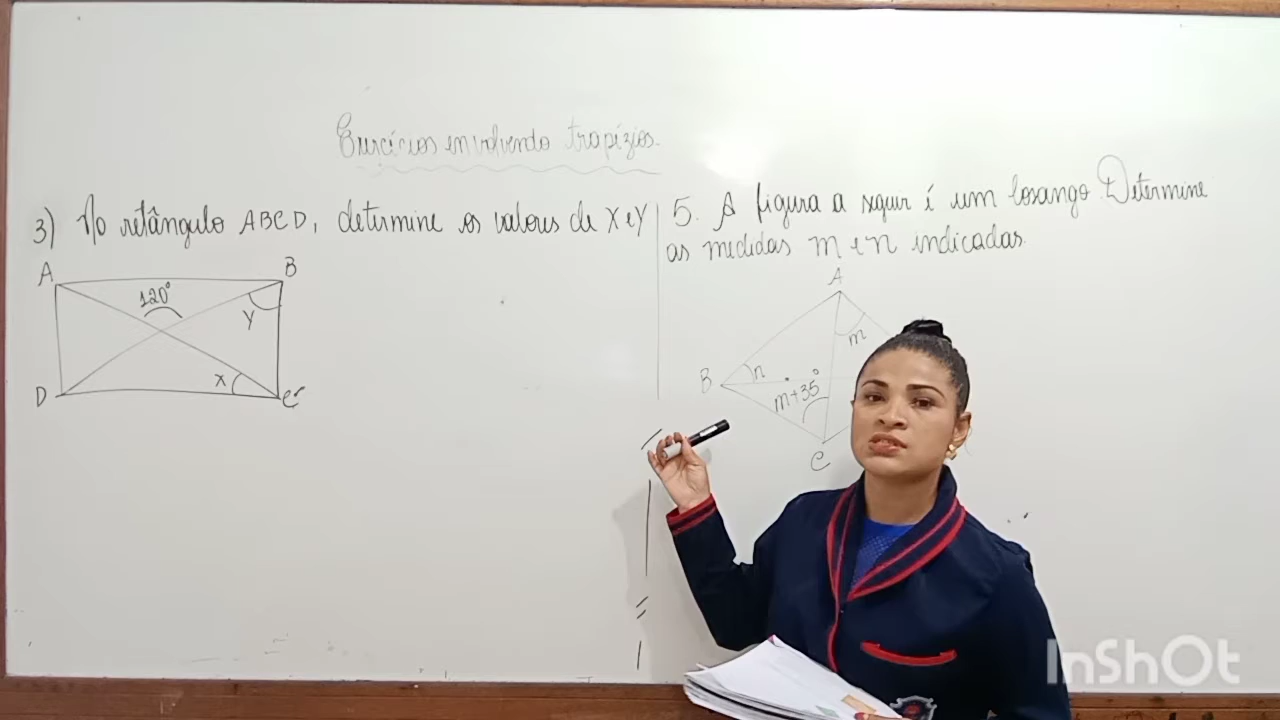 Exercícios envolvendo trapézios.
3) No retângulo ABCD, determine os valores de X e Y
A
B
120°
Y
X
D
C
5. A figura a seguir é um losango. Determine
as medidas m e n indicadas.
A
m
B
n
m+35°
C
InShOt